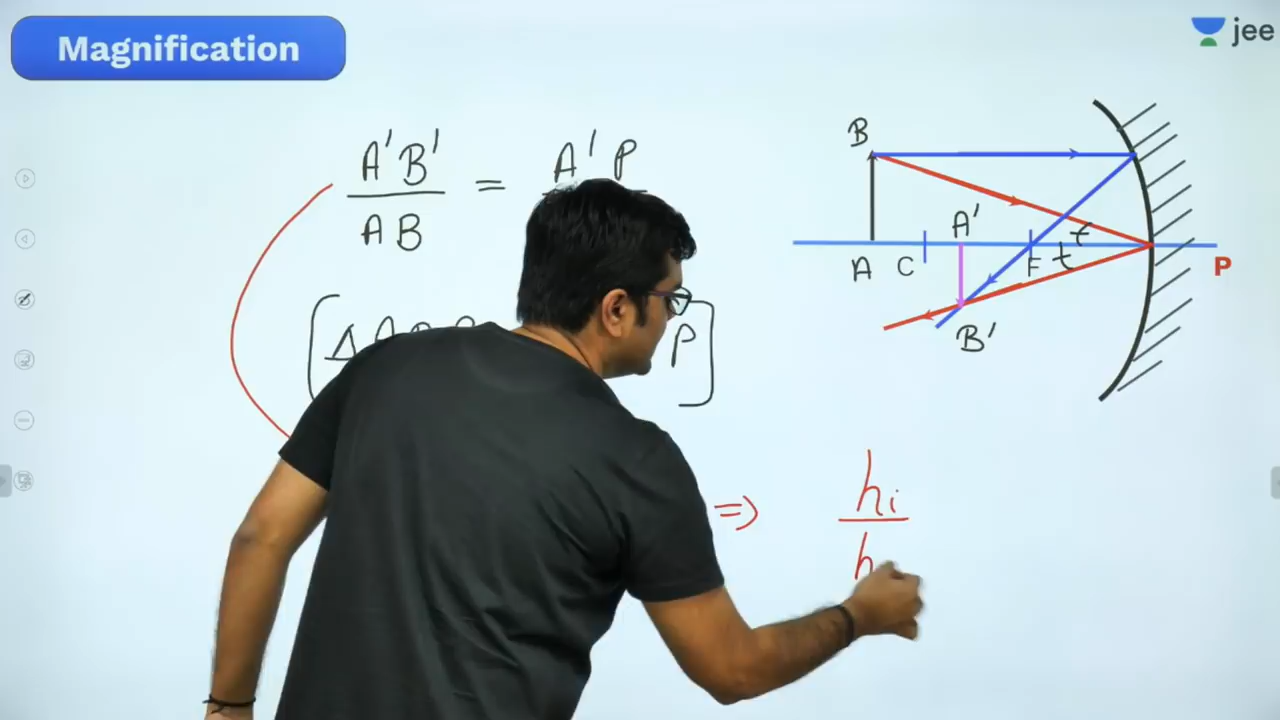 Magnification
jee
A'B' = A'P
AB
B
A'
A C F P
B'
[Δ A P]
=> hi
h